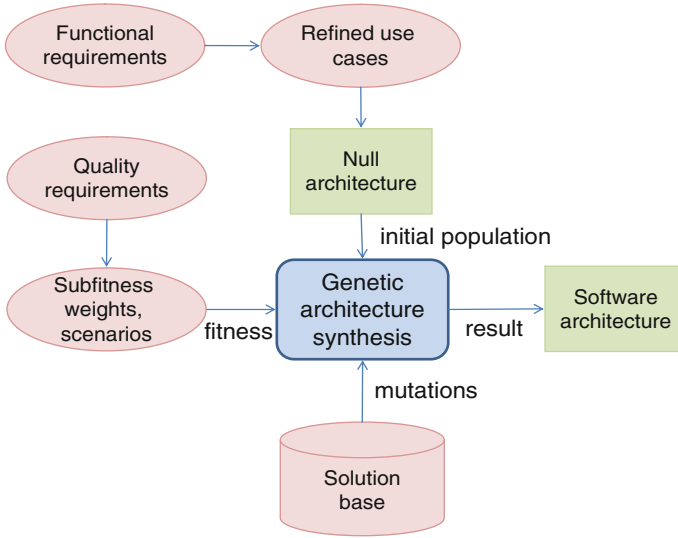 Functional
requirements
Refined use
cases
Null
architecture
Quality
requirements
initial population
Subfitness
weights,
scenarios
fitness
Genetic
architecture
synthesis
result
Software
architecture
mutations
Solution
base